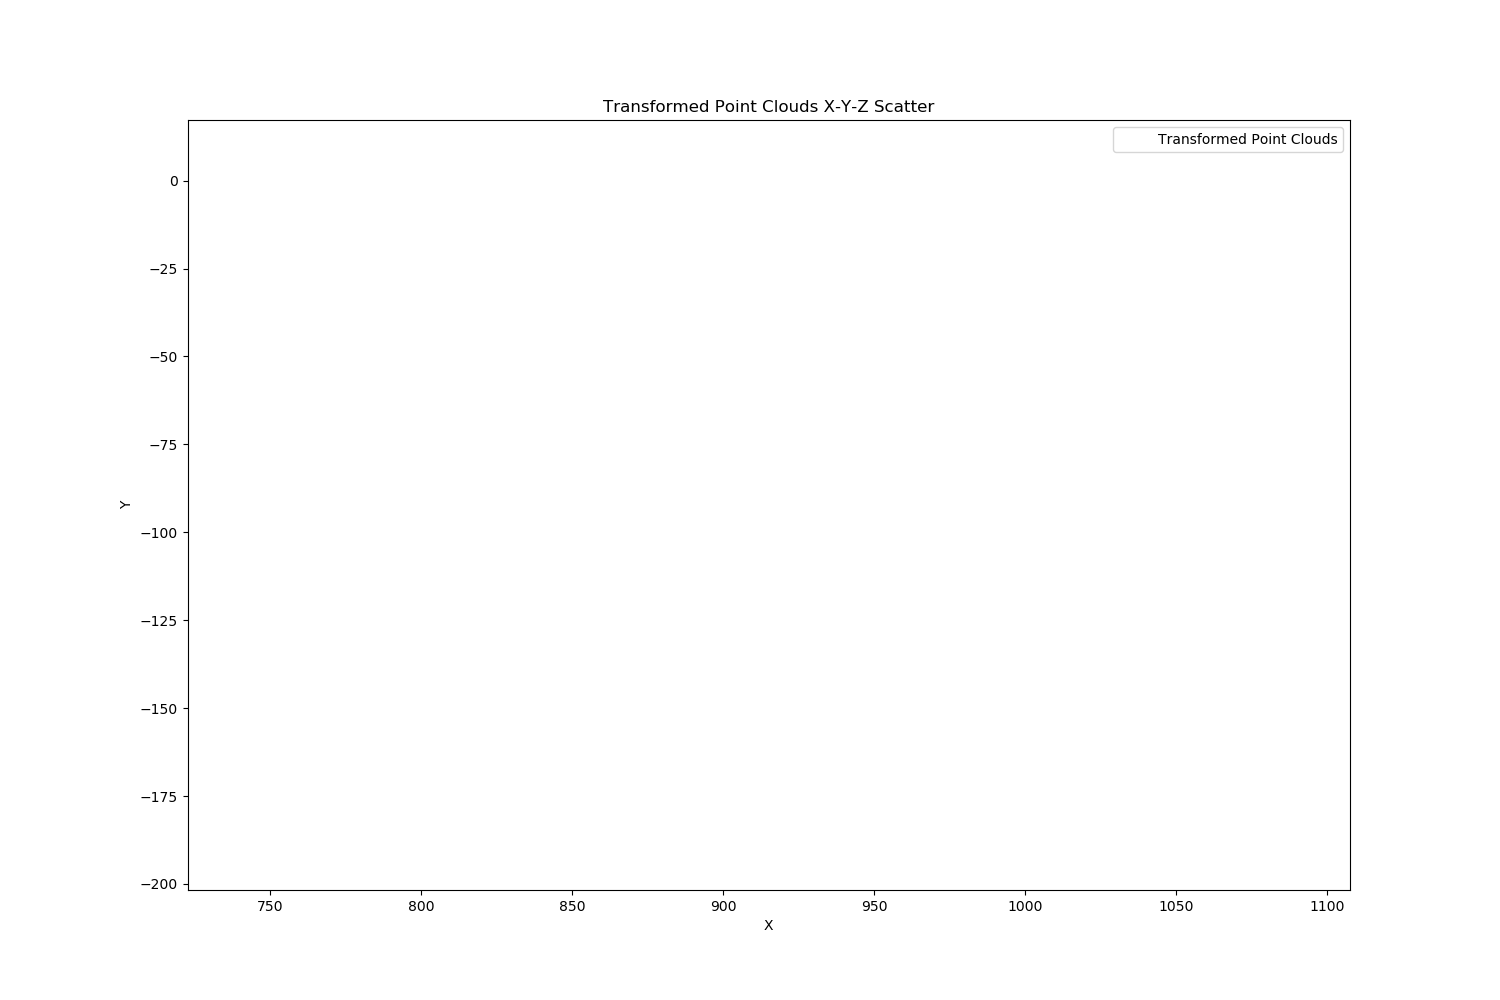 Transformed Point Clouds X-Y-Z Scatter
Transformed Point Clouds
0
−25
−50
−75
Y
−100
−125
−150
−175
−200
750 800 850 900 950 1000 1050 1100
X